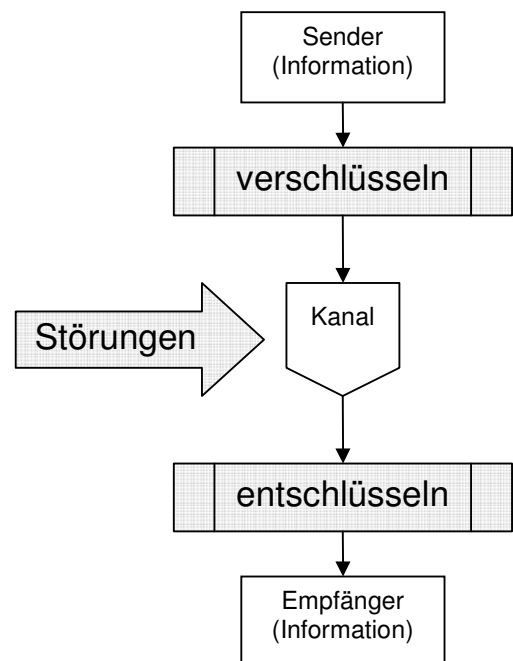 Sender
(Information)
verschlüsseln
Kanal
Störungen
entschlüsseln
Empfänger
(Information)